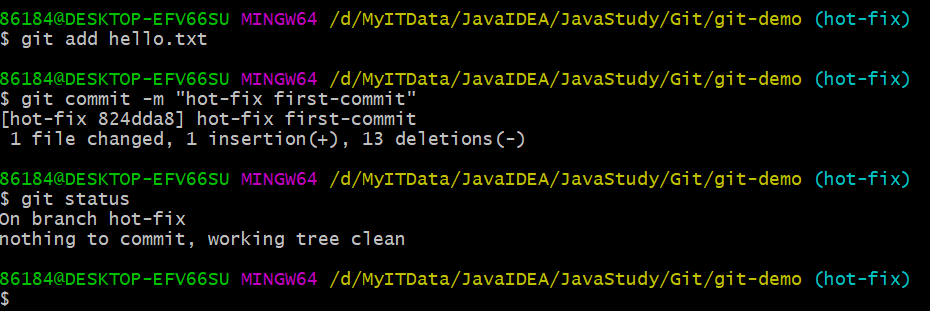 86184@DESKTOP-EFV66SU MINGW64 /d/MyITData/JavaIDEA/JavaStudy/Git/git-demo (hot-fix)
$ git add hello.txt
86184@DESKTOP-EFV66SU MINGW64 /d/MyITData/JavaIDEA/JavaStudy/Git/git-demo (hot-fix)
$ git commit -m "hot-fix first-commit"
[hot-fix 824dda8] hot-fix first-commit
 1 file changed, 1 insertion(+), 13 deletions(-)
86184@DESKTOP-EFV66SU MINGW64 /d/MyITData/JavaIDEA/JavaStudy/Git/git-demo (hot-fix)
$ git status
On branch hot-fix
nothing to commit, working tree clean
86184@DESKTOP-EFV66SU MINGW64 /d/MyITData/JavaIDEA/JavaStudy/Git/git-demo (hot-fix)
$